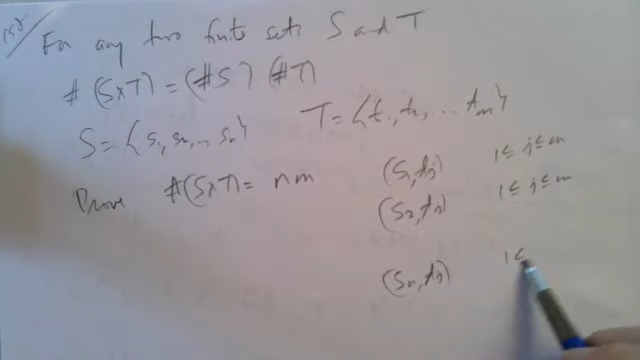 For any two finite sets S and T
# (S×T) = (#S) (#T)
S = {s₁, s₂, .. sₙ} T = {t₁, t₂, ... tₘ}
Prove #(S×T) = nm (s₁, tⱼ) 1 ≤ j ≤ m
(s₂, tⱼ) 1 ≤ j ≤ m
(sₙ, tⱼ) 1 ≤